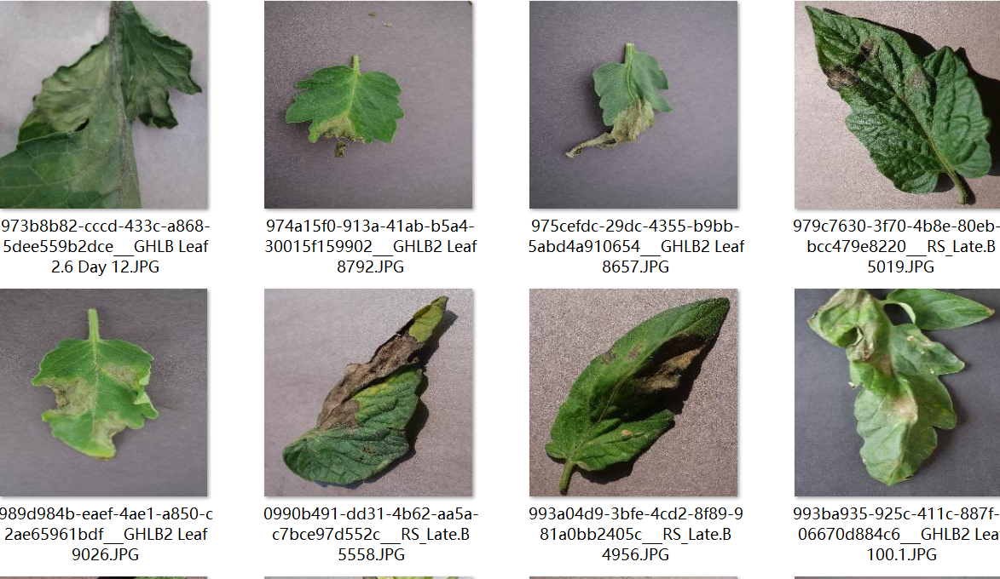 973b8b82-cccd-433c-a868-
5dee559b2dce___GHLB Leaf
2.6 Day 12.JPG
974a15f0-913a-41ab-b5a4-
30015f159902___GHLB2 Leaf
8792.JPG
975cefdc-29dc-4355-b9bb-
5abd4a910654___GHLB2 Leaf
8657.JPG
979c7630-3f70-4b8e-80eb-
bcc479e8220___RS_Late.B
5019.JPG
989d984b-eaef-4ae1-a850-c
2ae65961bdf___GHLB2 Leaf
9026.JPG
0990b491-dd31-4b62-aa5a-
c7bce97d552c___RS_Late.B
5558.JPG
993a04d9-3bfe-4cd2-8f89-9
81a0bb2405c___RS_Late.B
4956.JPG
993ba935-925c-411c-887f-
06670d884c6___GHLB2 Lea
100.1.JPG